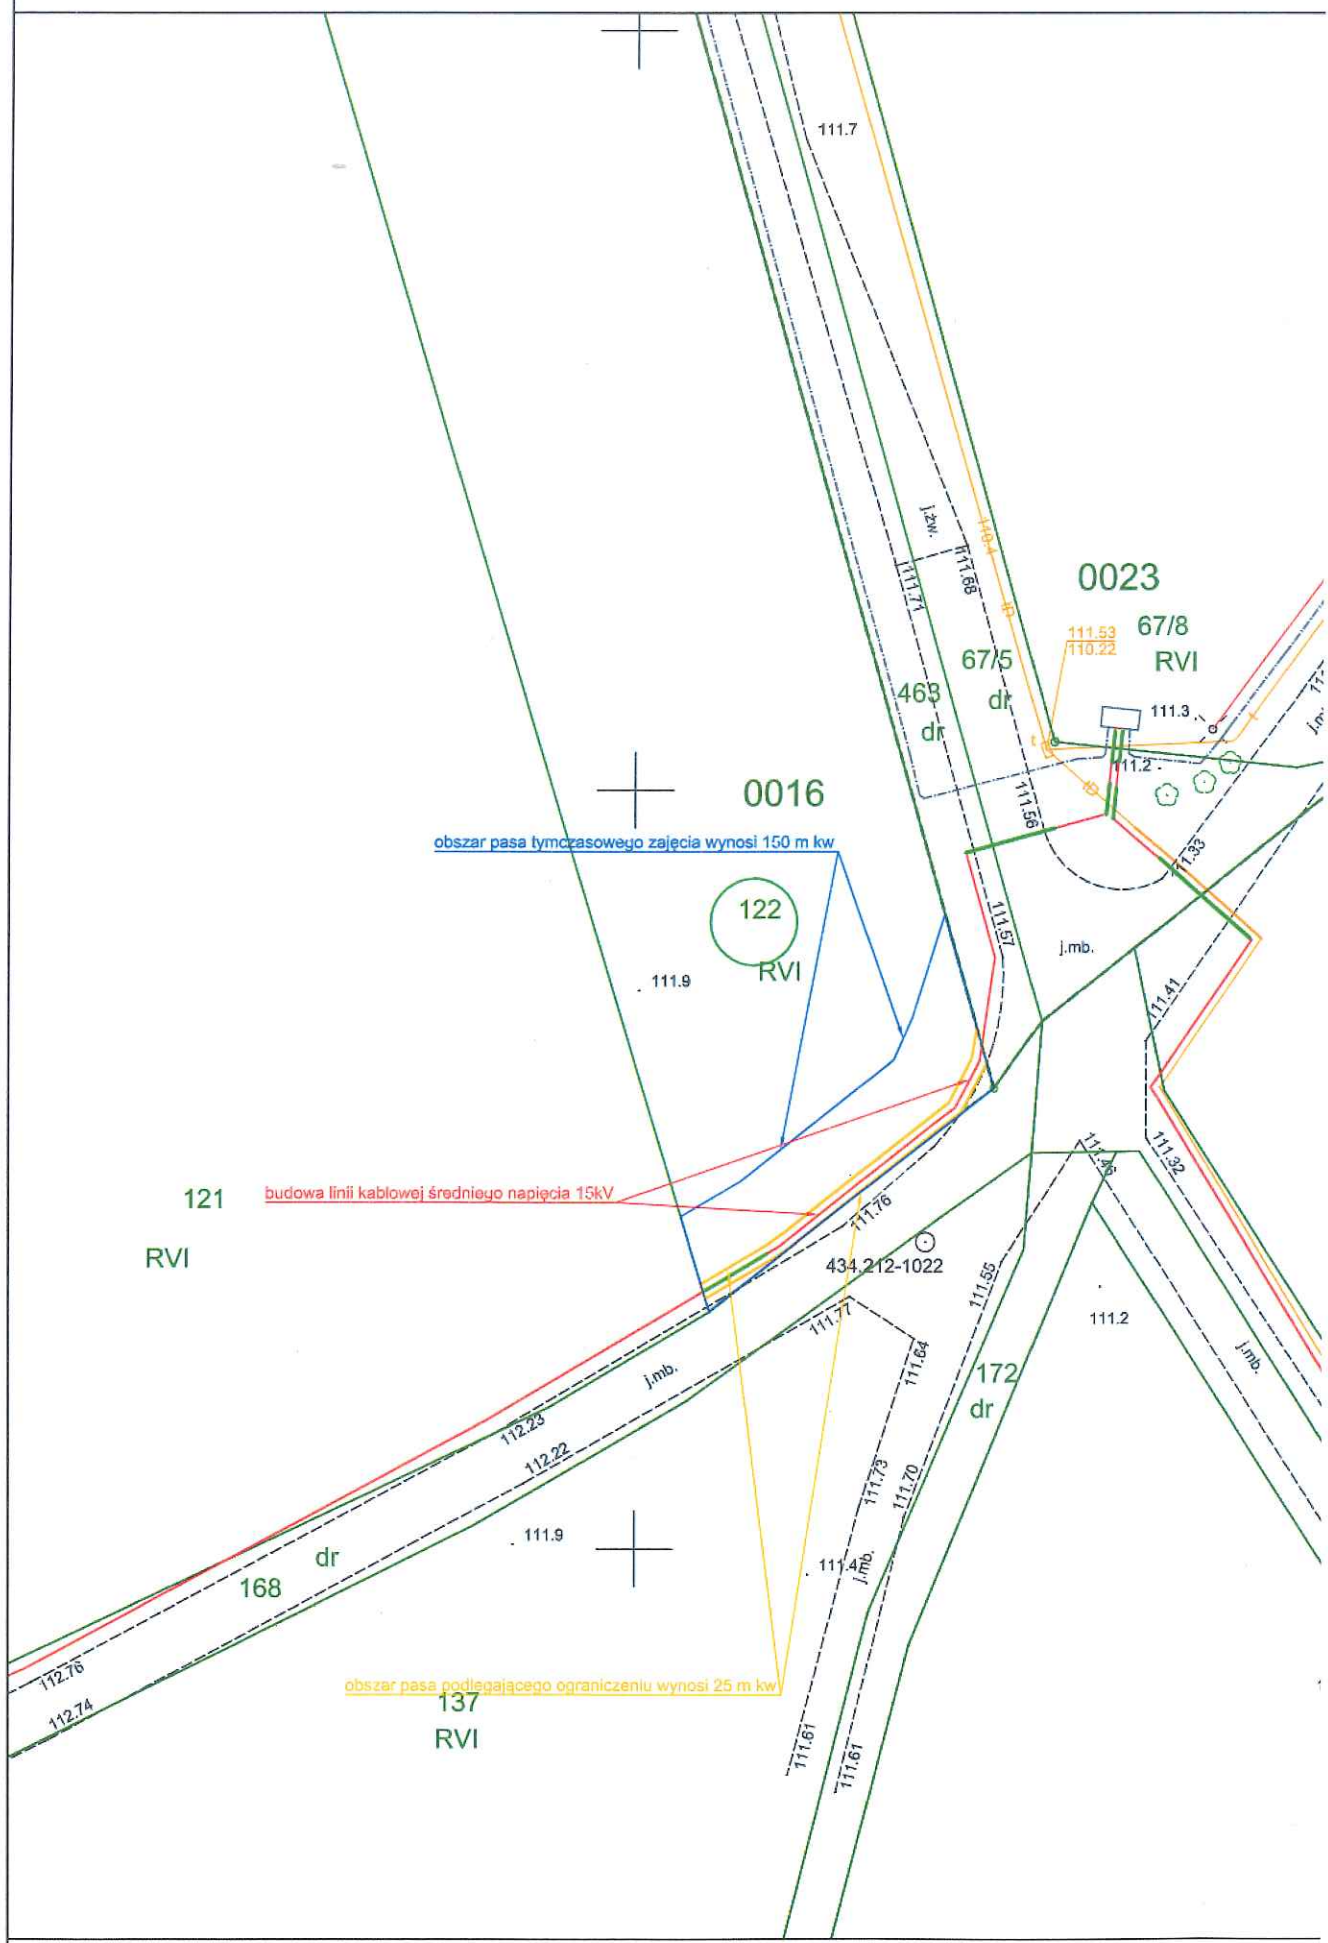 111.7
j.żw.
110.4
111.68
111.71
0023
67/8
RVI
111.53
110.22
67/5
dr
463
dr
111.3
t
111.2
0016
111.56
111.33
obszar pasa tymczasowego zajęcia wynosi 150 m kw
122
RVI
111.57
j.mb.
111.9
111.41
111.46
111.32
121
RVI
budowa linii kablowej średniego napięcia 15kV
111.76
434.212-1022
111.55
111.2
111.77
111.64
j.mb.
j.mb.
172
dr
112.23
112.22
111.73
111.70
111.9
dr
168
111.4
j.mb.
112.76
112.74
obszar pasa podlegającego ograniczeniu wynosi 25 m kw
137
RVI
111.61
111.61